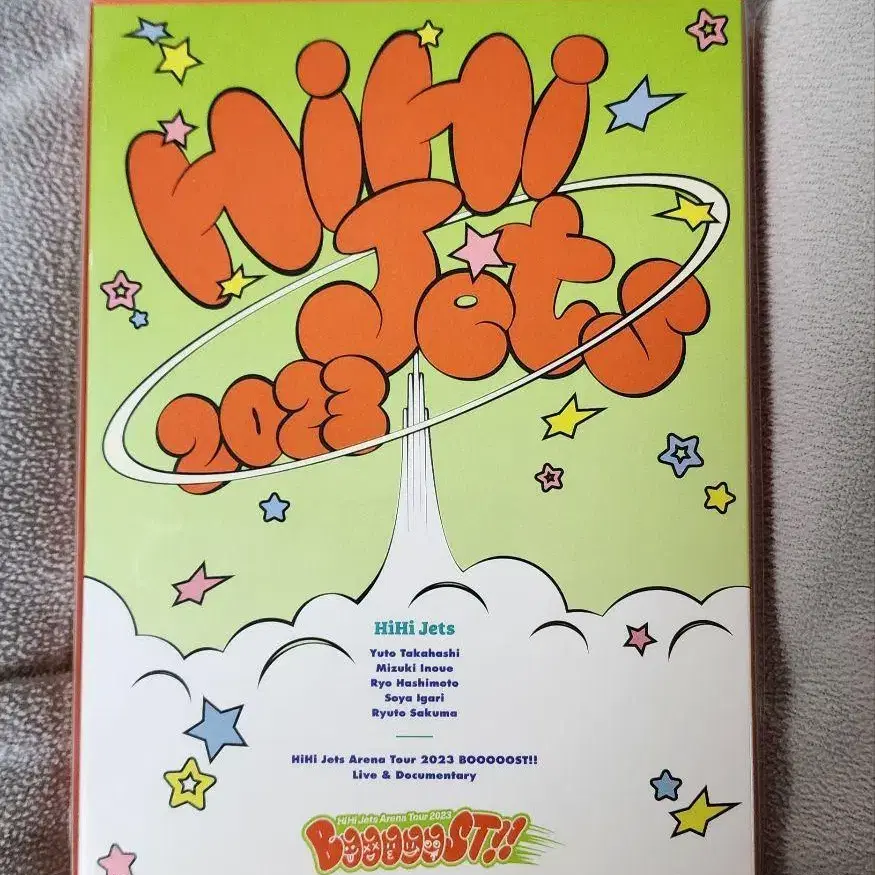 HiHi
Jets
2023
HiHi Jets
Yuto Takahashi
Mizuki Inoue
Ryo Hashimoto
Soya Igari
Ryuto Sakuma
HiHi Jets Arena Tour 2023 BOOOOOST!!
Live & Documentary
HiHi Jets Arena Tour 2023
BOOOOOST!!